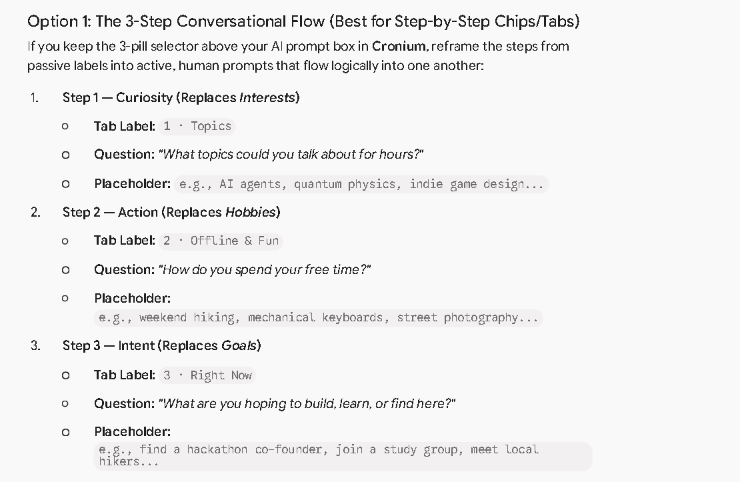 Option 1: The 3-Step Conversational Flow (Best for Step-by-Step Chips/Tabs)
If you keep the 3-pill selector above your AI prompt box in Cronium, reframe the steps from
passive labels into active, human prompts that flow logically into one another:
1. Step 1 — Curiosity (Replaces Interests)
○ Tab Label: 1 · Topics
○ Question: "What topics could you talk about for hours?"
○ Placeholder: e.g., AI agents, quantum physics, indie game design...
2. Step 2 — Action (Replaces Hobbies)
○ Tab Label: 2 · Offline & Fun
○ Question: "How do you spend your free time?"
○ Placeholder:
e.g., weekend hiking, mechanical keyboards, street photography...
3. Step 3 — Intent (Replaces Goals)
○ Tab Label: 3 · Right Now
○ Question: "What are you hoping to build, learn, or find here?"
○ Placeholder:
e.g., find a hackathon co-founder, join a study group, meet local
hikers...